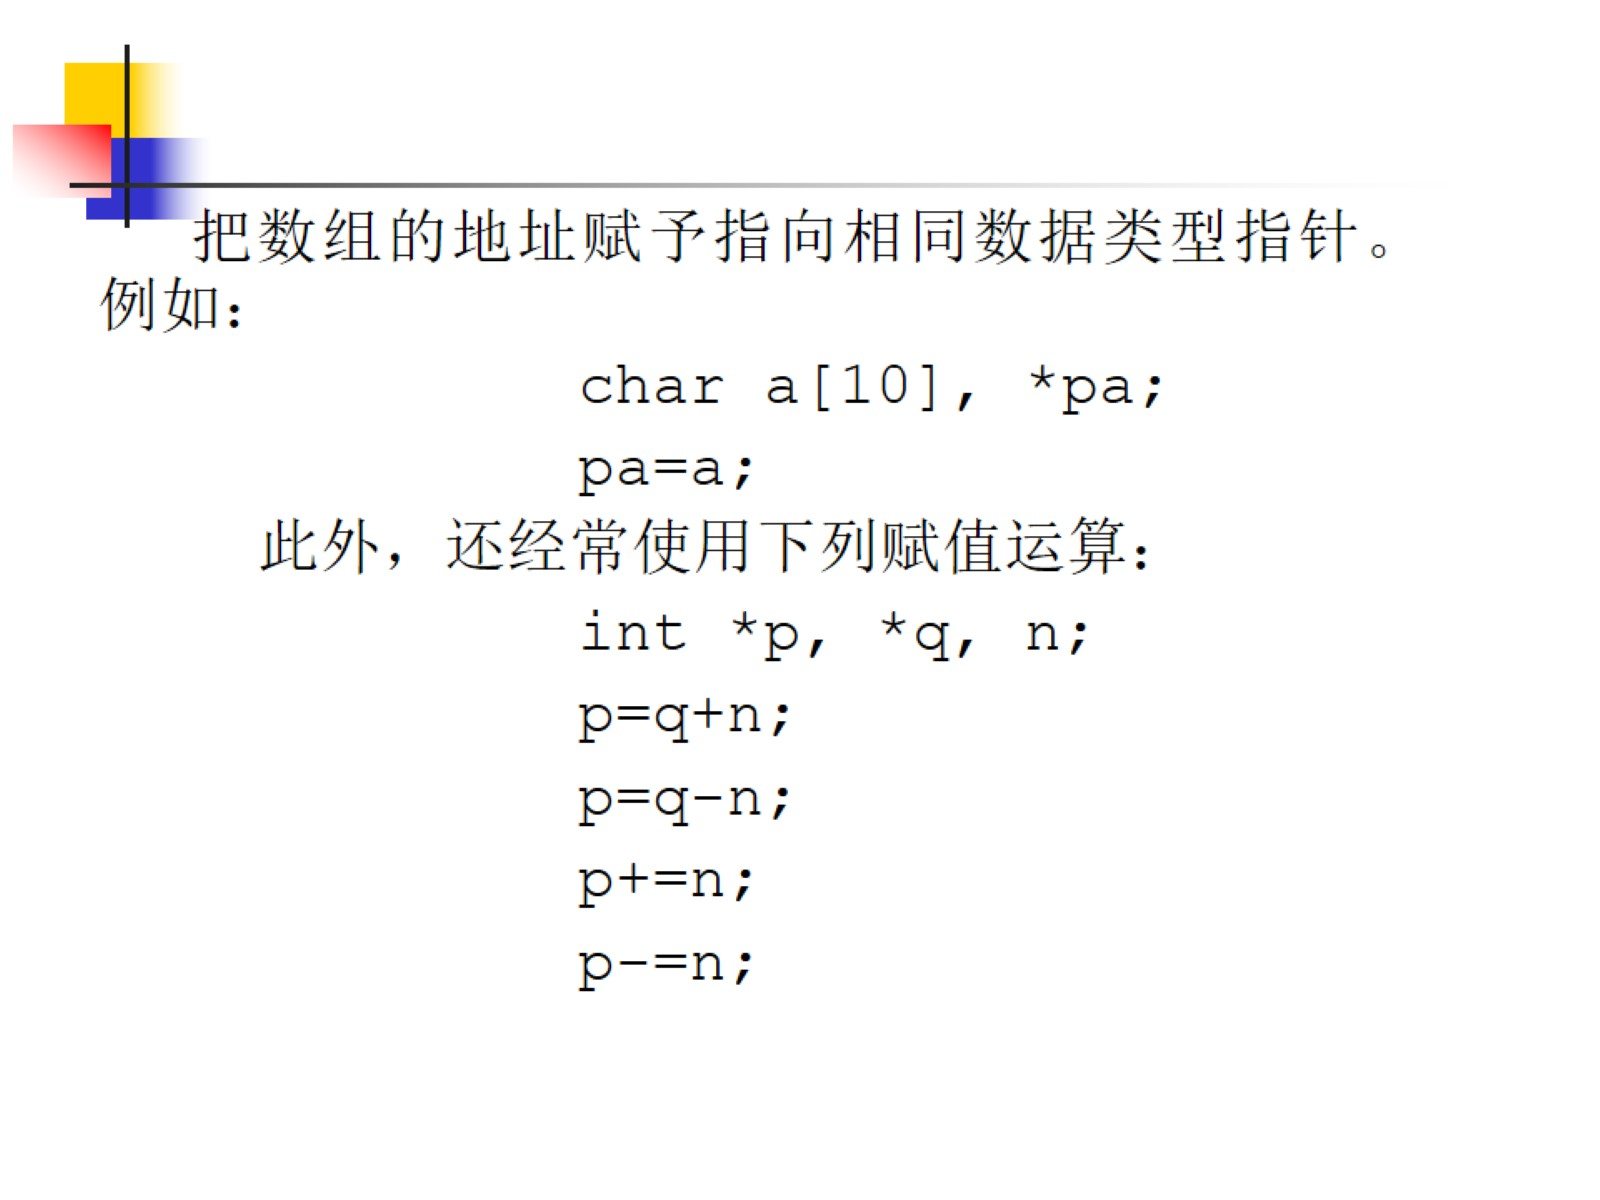 把数组的地址赋予指向相同数据类型指针。
例如：
char a[10], *pa;
pa=a;
此外，还经常使用下列赋值运算：
int *p, *q, n;
p=q+n;
p=q-n;
p+=n;
p-=n;